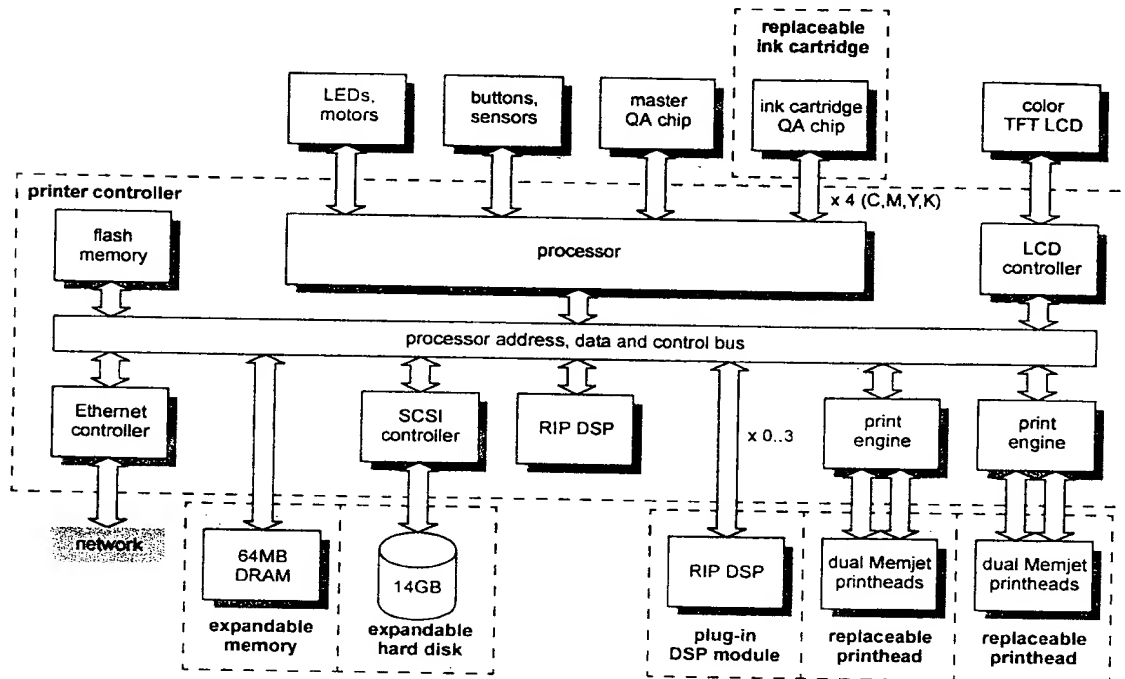 replaceable
ink cartridge
LEDs,
motors
buttons,
sensors
master
QA chip
ink cartridge
QA chip
color
TFT LCD
printer controller
x 4 (C,M,Y,K)
flash
memory
processor
LCD
controller
processor address, data and control bus
Ethernet
controller
SCSI
controller
RIP DSP
x 0..3
print
engine
print
engine
network
64MB
DRAM
14GB
RIP DSP
dual Memjet
printheads
dual Memjet
printheads
expandable
memory
expandable
hard disk
plug-in
DSP module
replaceable
printhead
replaceable
printhead